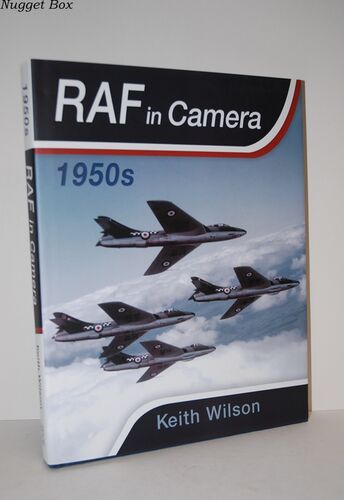 Nugget Box
RAF in Camera
1950s
Keith Wilson
1950s
RAF in Camera
Keith Wilson